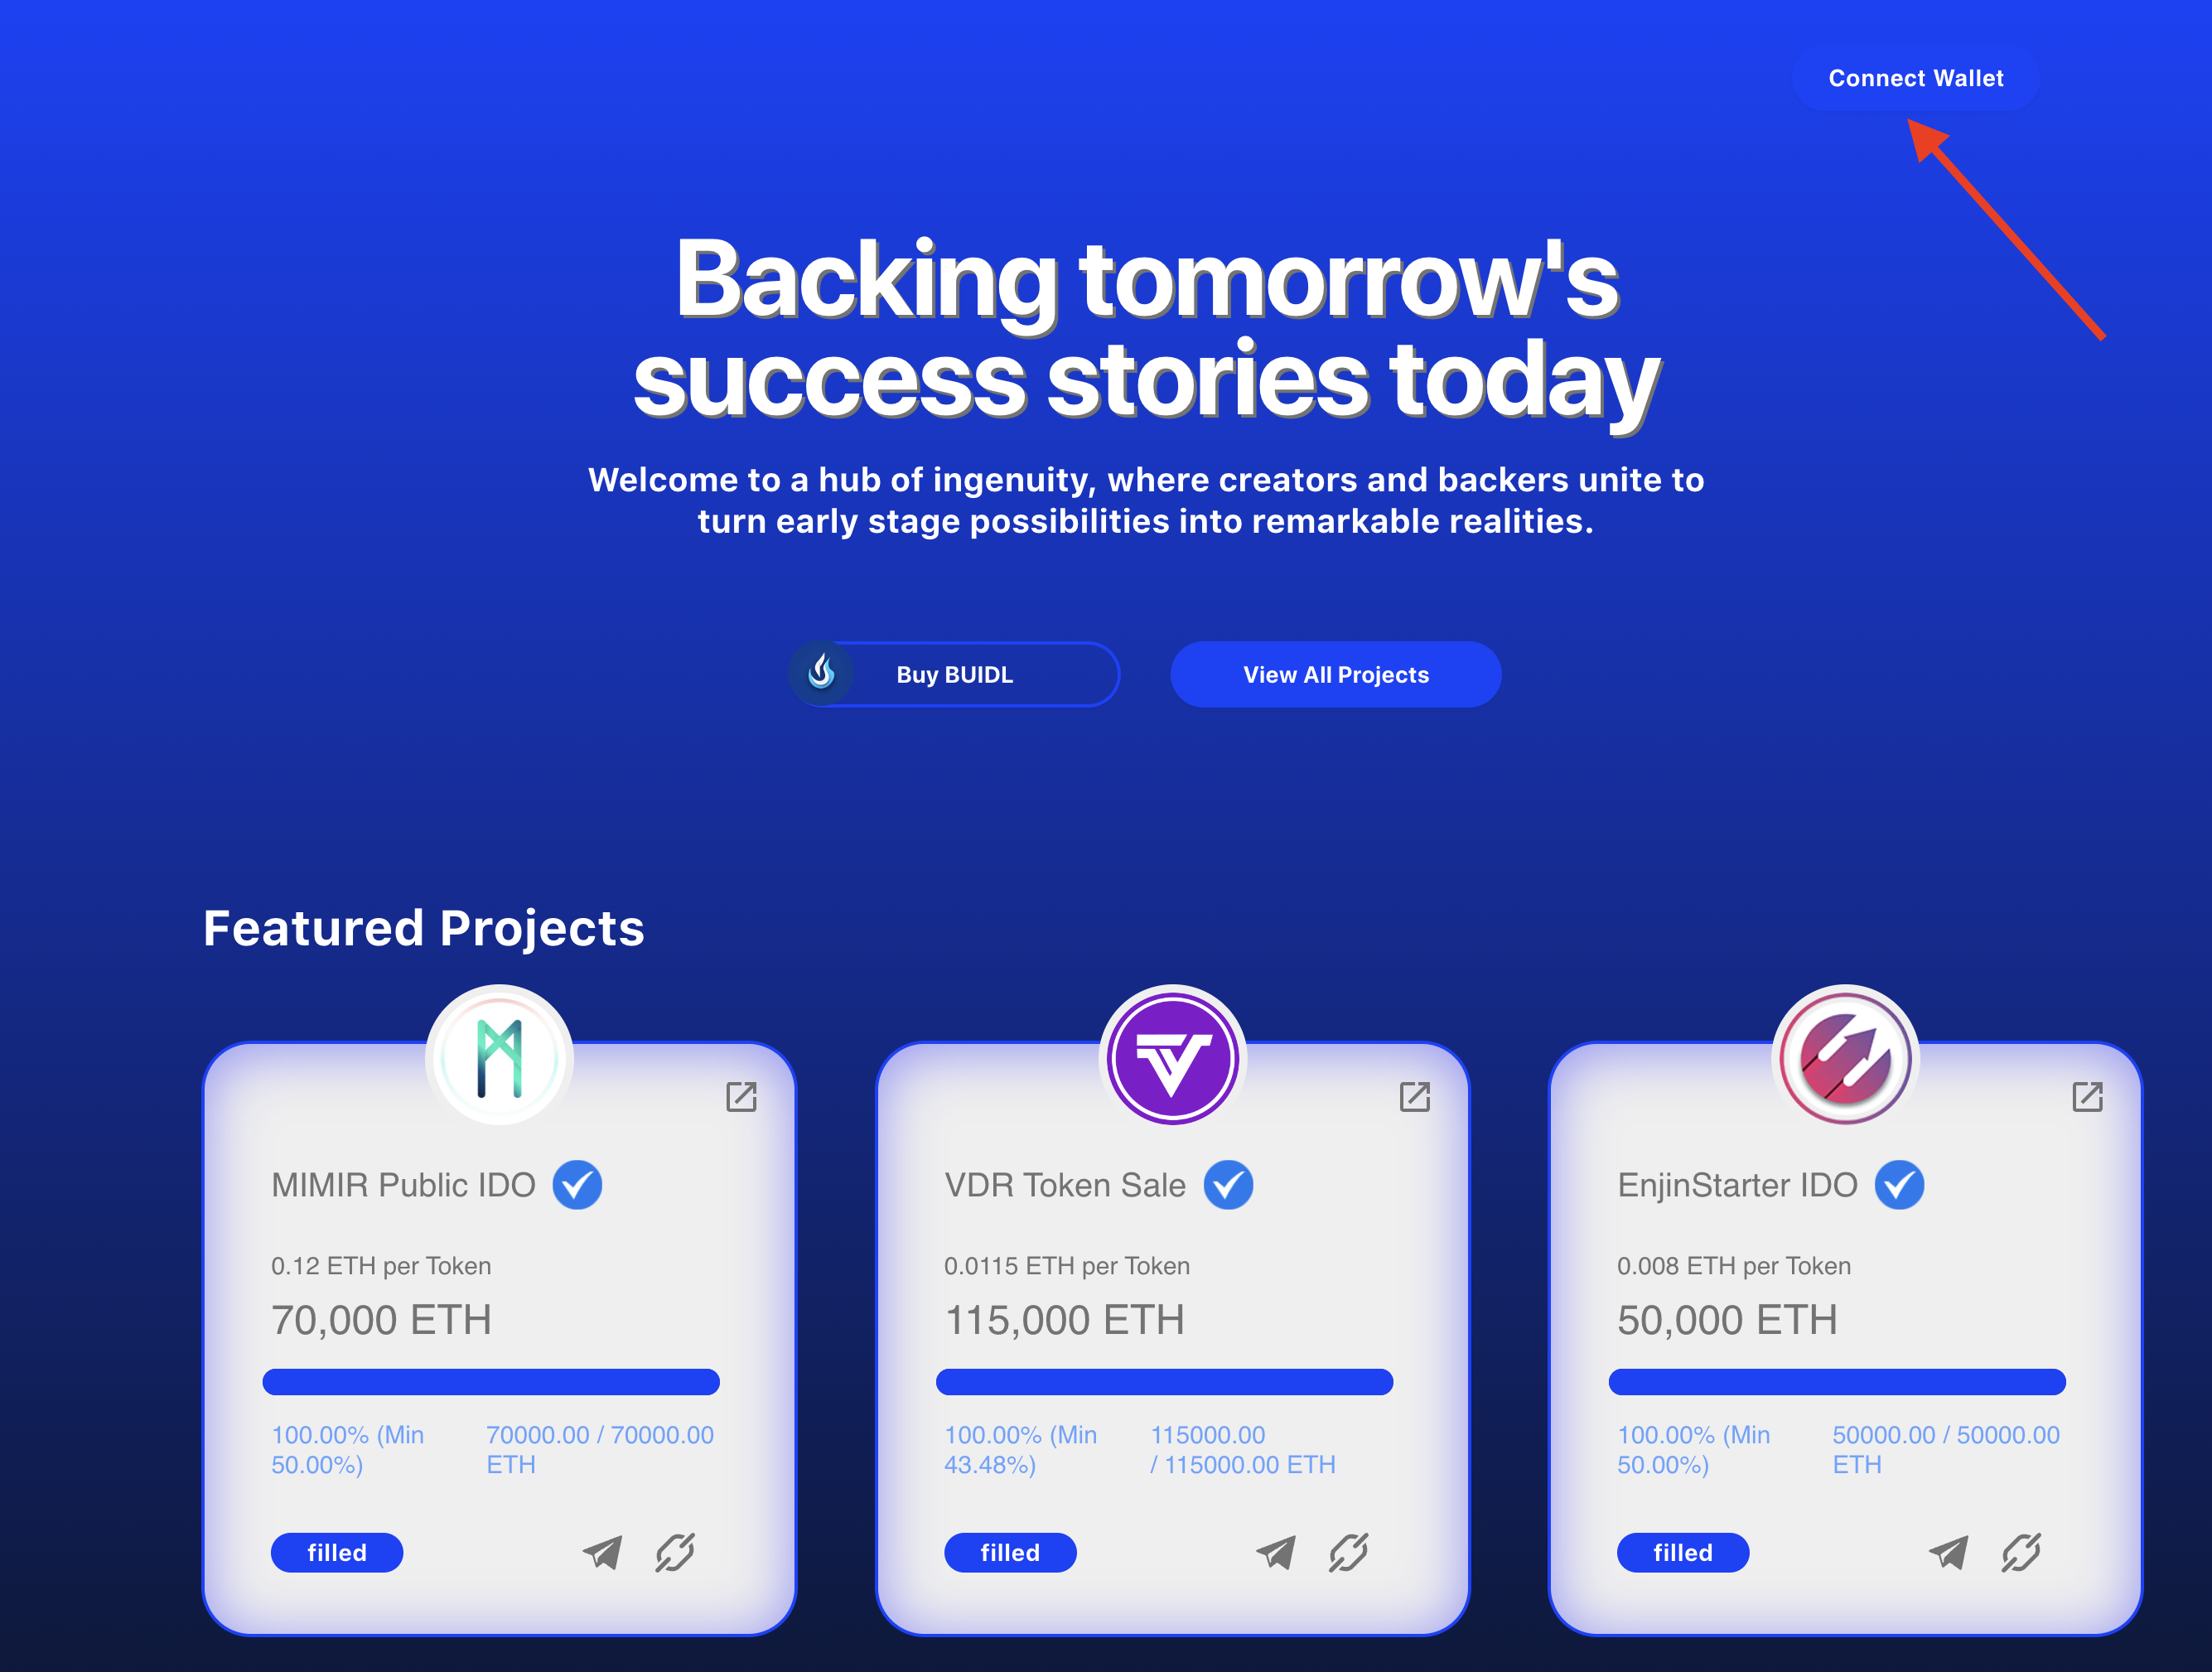 Connect Wallet
Backing tomorrow's
success stories today
Welcome to a hub of ingenuity, where creators and backers unite to
turn early stage possibilities into remarkable realities.
Buy BUIDL
View All Projects
Featured Projects
MIMIR Public IDO
0.12 ETH per Token
70,000 ETH
100.00% (Min
50.00%)
70000.00 / 70000.00
ETH
filled
VDR Token Sale
0.0115 ETH per Token
115,000 ETH
100.00% (Min
43.48%)
115000.00
/ 115000.00 ETH
filled
EnjinStarter IDO
0.008 ETH per Token
50,000 ETH
100.00% (Min
50.00%)
50000.00 / 50000.00
ETH
filled